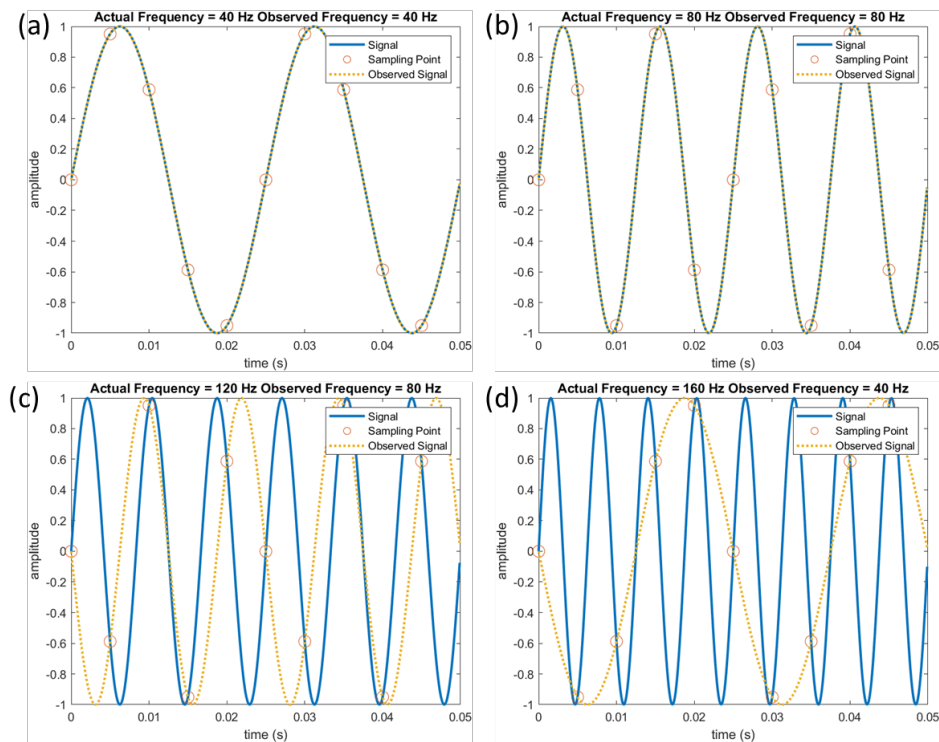 (a)
Actual Frequency = 40 Hz Observed Frequency = 40 Hz
Signal
Sampling Point
Observed Signal
1
0.8
0.6
0.4
0.2
0
-0.2
-0.4
-0.6
-0.8
-1
amplitude
0 0.01 0.02 0.03 0.04 0.05
time (s)
(b)
Actual Frequency = 80 Hz Observed Frequency = 80 Hz
Signal
Sampling Point
Observed Signal
1
0.8
0.6
0.4
0.2
0
-0.2
-0.4
-0.6
-0.8
-1
amplitude
0 0.01 0.02 0.03 0.04 0.05
time (s)
(c)
Actual Frequency = 120 Hz Observed Frequency = 80 Hz
Signal
Sampling Point
Observed Signal
1
0.8
0.6
0.4
0.2
0
-0.2
-0.4
-0.6
-0.8
-1
amplitude
0 0.01 0.02 0.03 0.04 0.05
time (s)
(d)
Actual Frequency = 160 Hz Observed Frequency = 40 Hz
Signal
Sampling Point
Observed Signal
1
0.8
0.6
0.4
0.2
0
-0.2
-0.4
-0.6
-0.8
-1
amplitude
0 0.01 0.02 0.03 0.04 0.05
time (s)